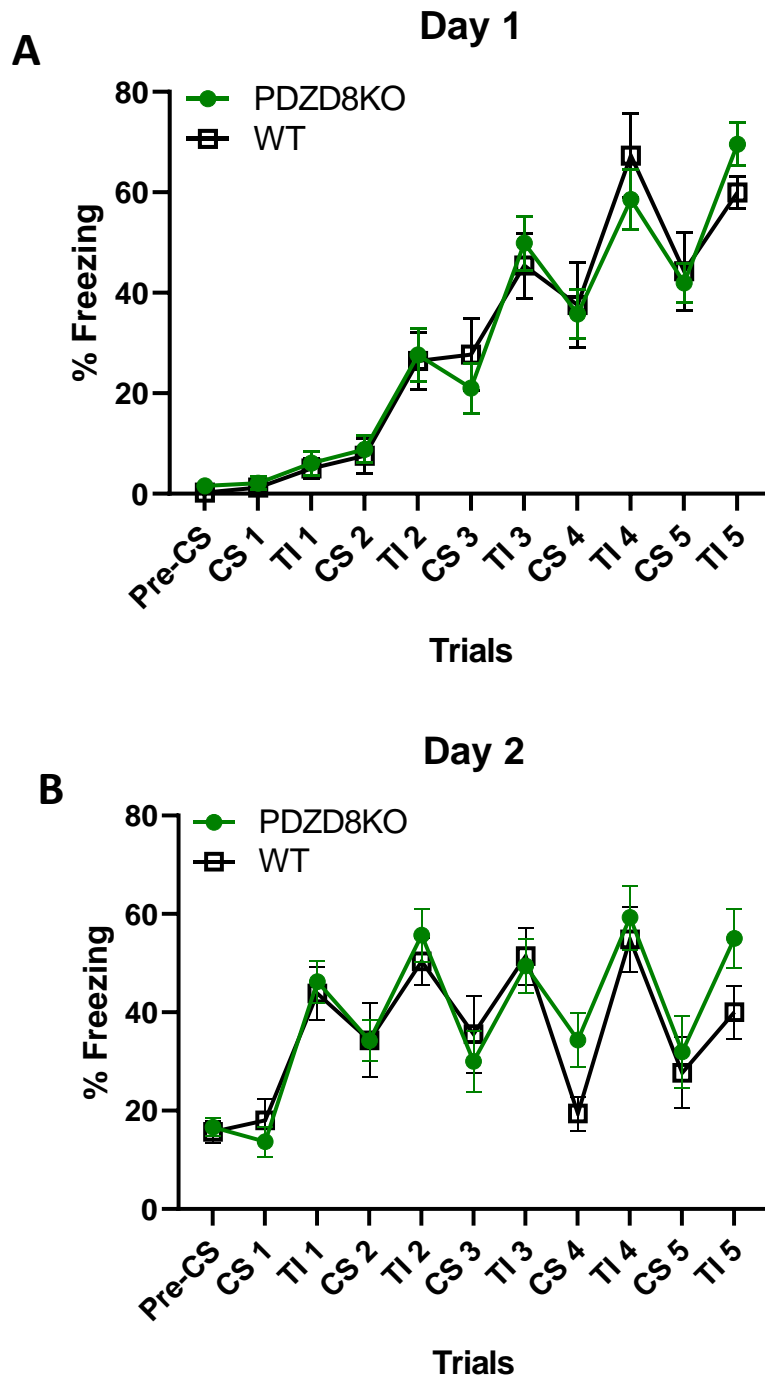 A
Day 1
PDZD8KO
WT
% Freezing
80
60
40
20
0
Pre-CS
CS 1
TI 1
CS 2
TI 2
CS 3
TI 3
CS 4
TI 4
CS 5
TI 5
Trials
B
Day 2
PDZD8KO
WT
% Freezing
80
60
40
20
0
Pre-CS
CS 1
TI 1
CS 2
TI 2
CS 3
TI 3
CS 4
TI 4
CS 5
TI 5
Trials